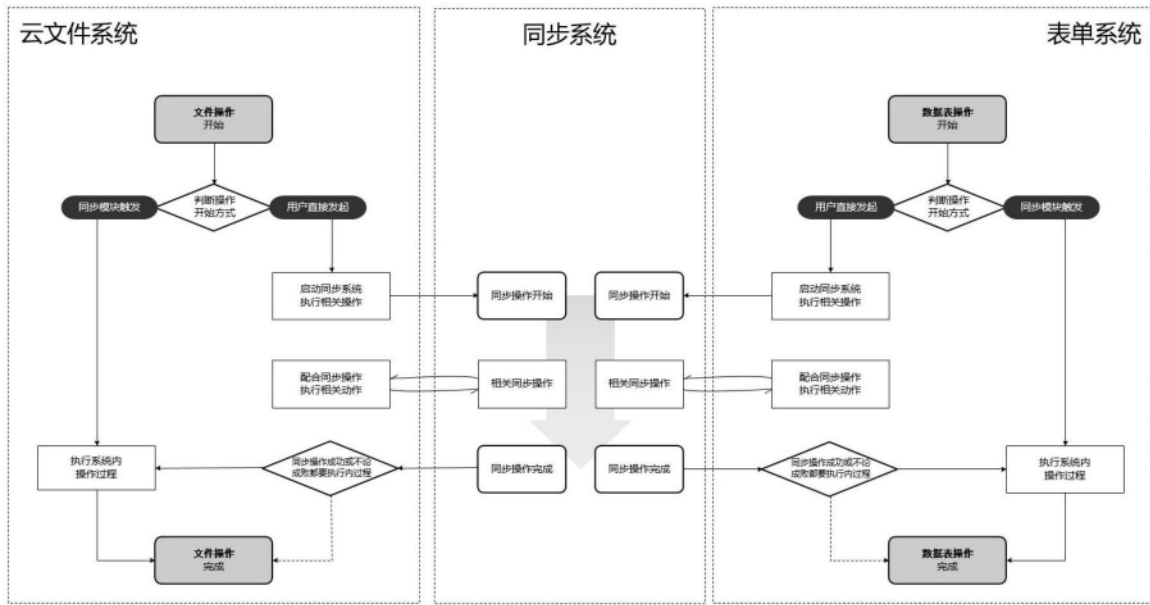 云文件系统
同步系统
表单系统
文件操作
开始
数据表操作
开始
同步模块触发
判断操作
开始方式
用户直接发起
用户直接发起
判断操作
开始方式
同步模块触发
启动同步系统
执行相关操作
同步操作开始
同步操作开始
启动同步系统
执行相关操作
配合同步操作
执行相关动作
相关同步操作
相关同步操作
配合同步操作
执行相关动作
执行系统内
操作过程
同步操作成功或不论
成败都要执行内过程
同步操作完成
同步操作完成
同步操作成功或不论
成败都要执行内过程
执行系统内
操作过程
文件操作
完成
数据表操作
完成